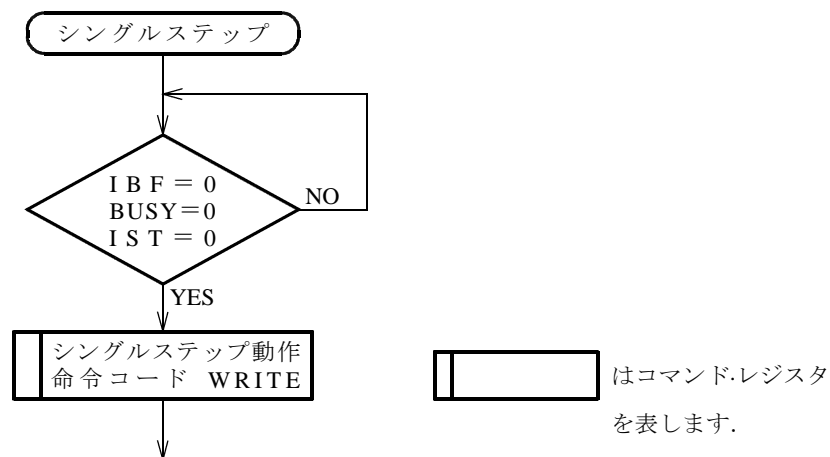 シングルステップ
IBF=0
BUSY=0
IST=0
NO
YES
シングルステップ動作
命令コード WRITE
はコマンド·レジスタ
を表します.